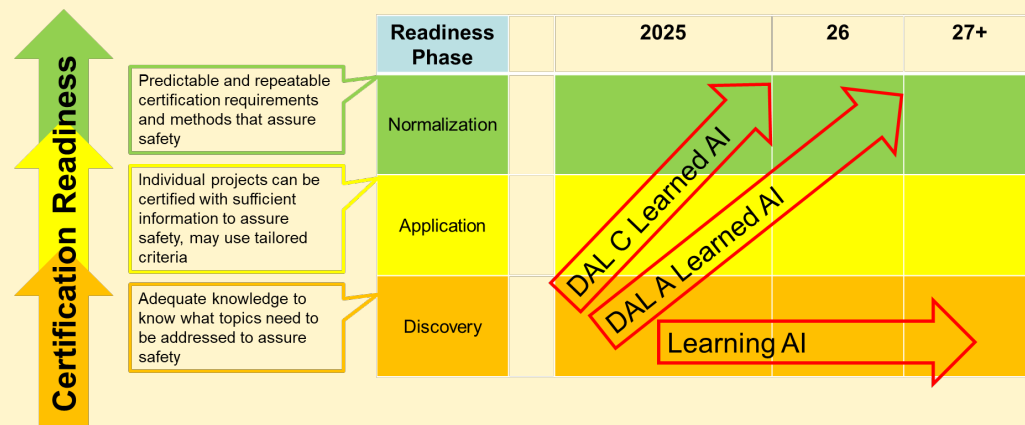 Certification Readiness
Readiness
Phase
2025
26
27+
Predictable and repeatable
certification requirements
and methods that assure
safety
Normalization
Individual projects can be
certified with sufficient
information to assure
safety, may use tailored
criteria
Application
Adequate knowledge to
know what topics need to
be addressed to assure
safety
Discovery
DAL C Learned AI
DAL A Learned AI
Learning AI